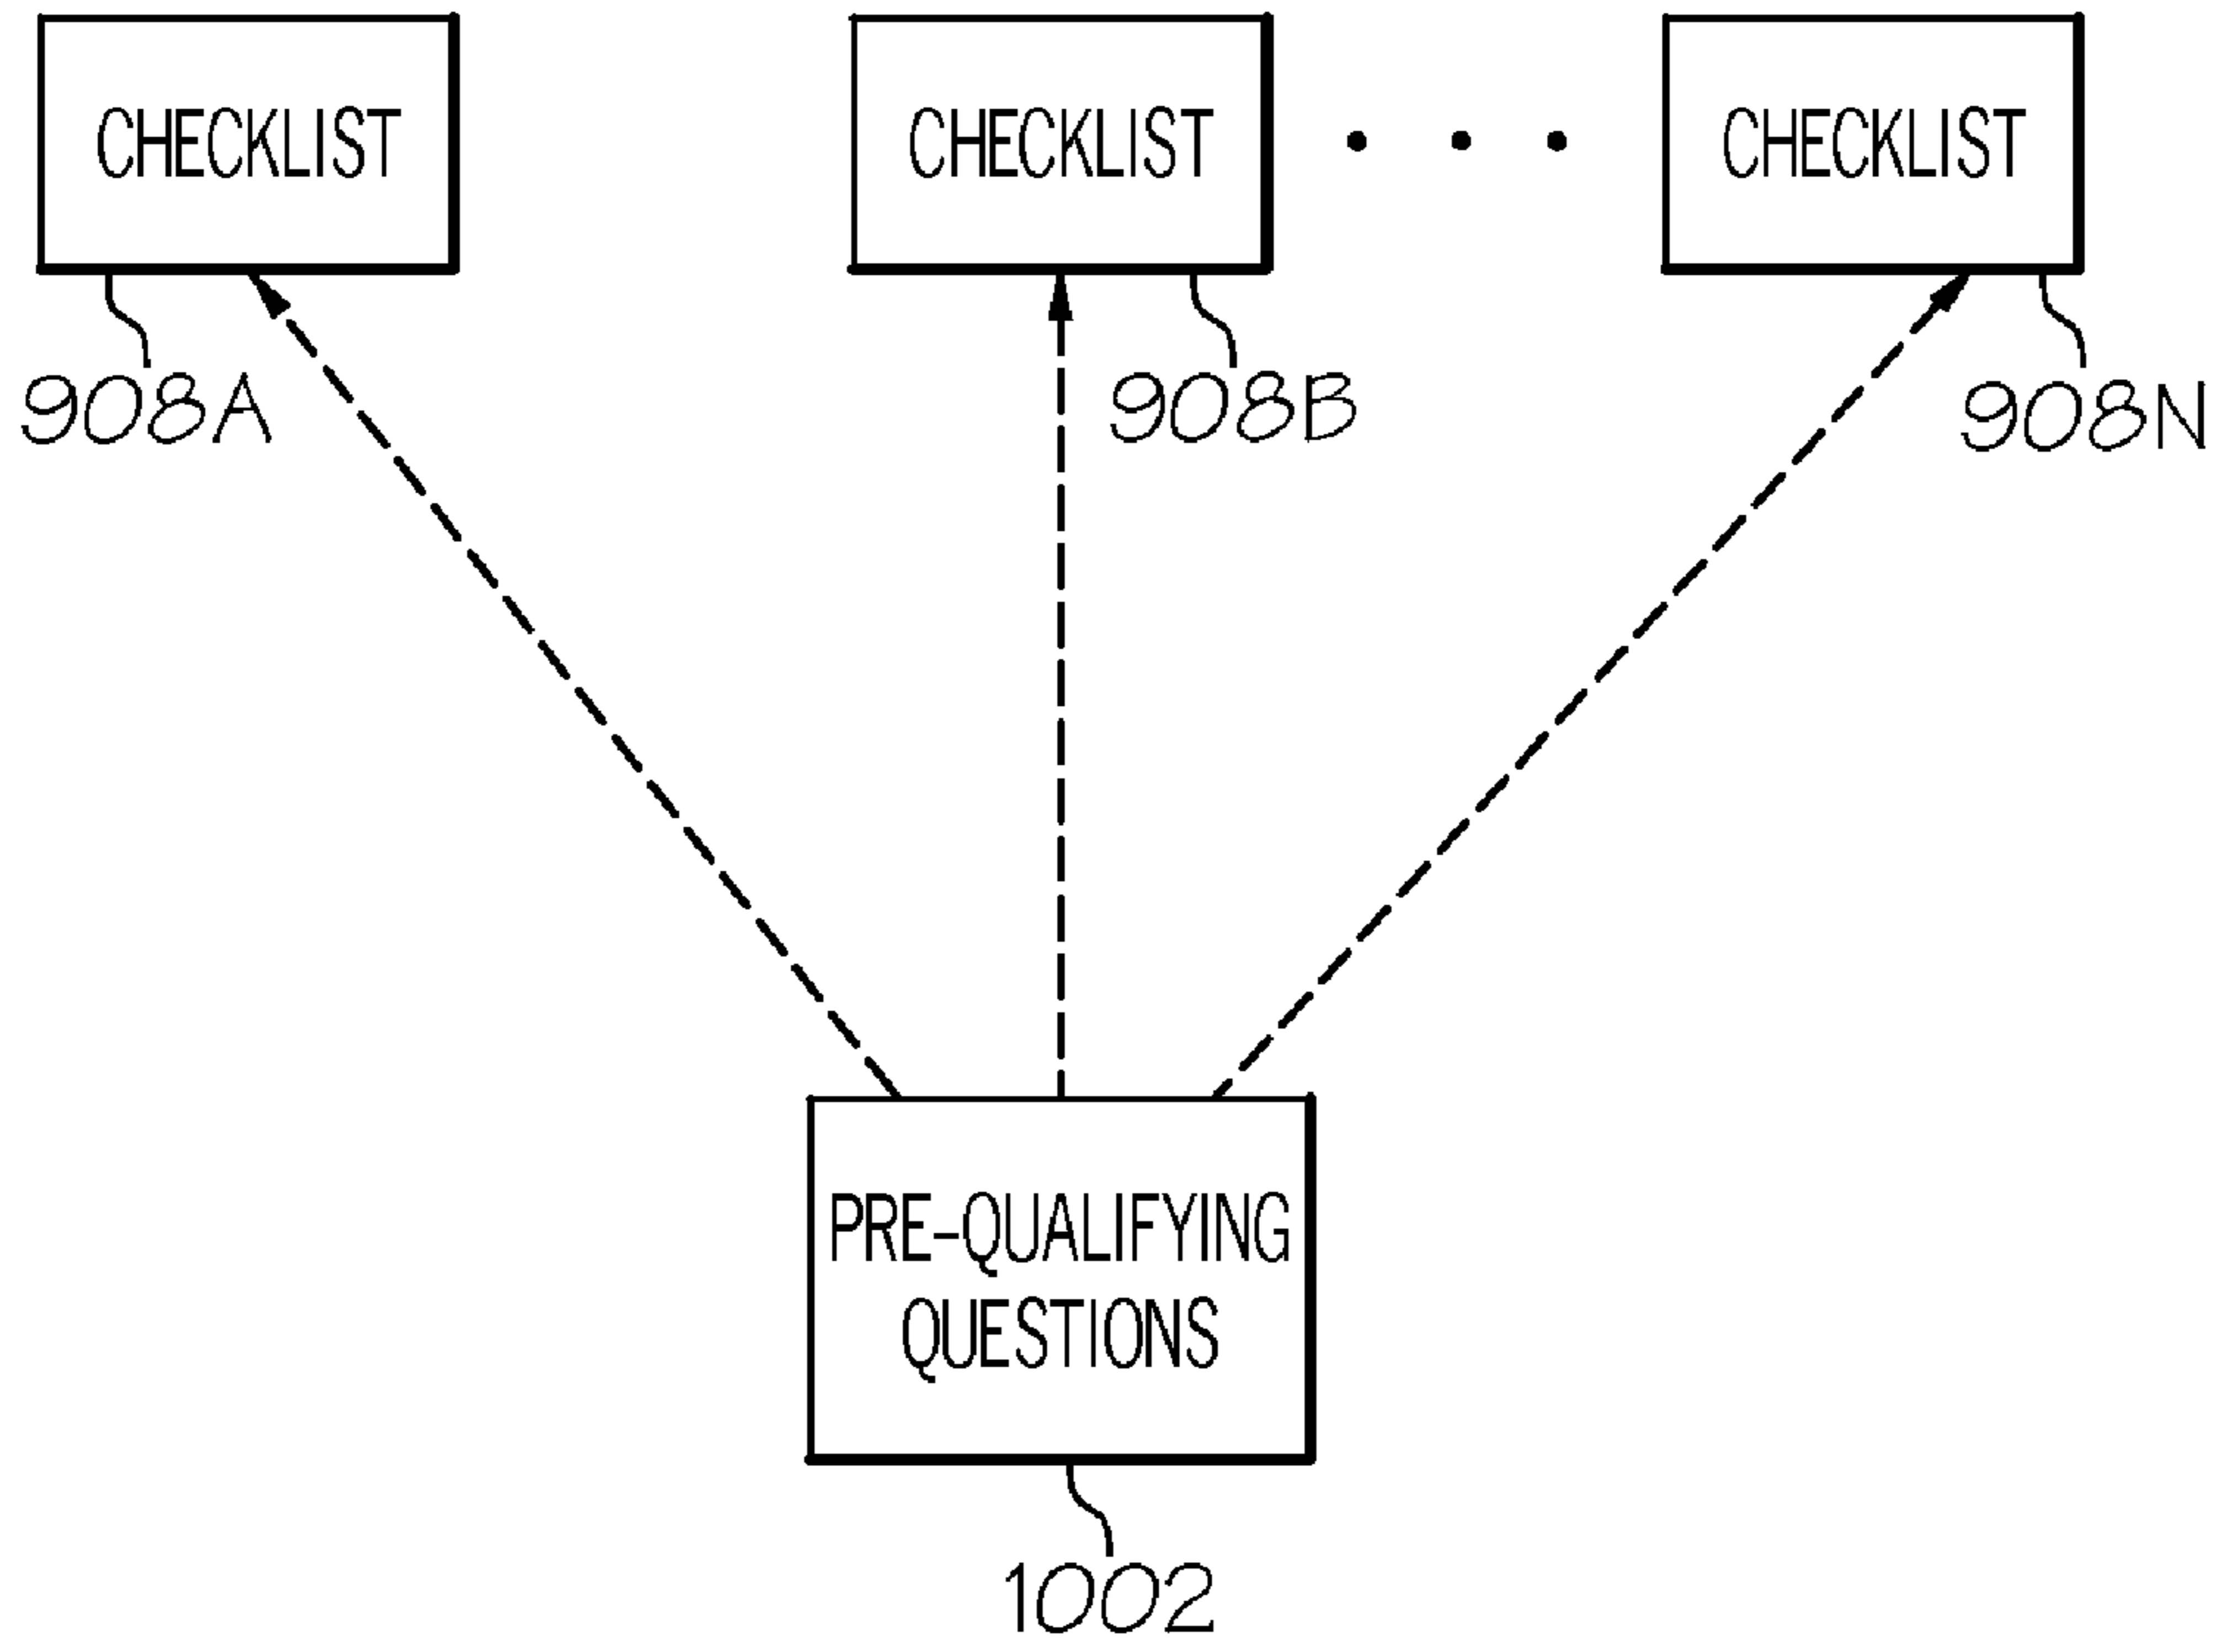 CHECKLIST
CHECKLIST
CHECKLIST
908A
908B
908N
PRE-QUALIFYING
QUESTIONS
1002